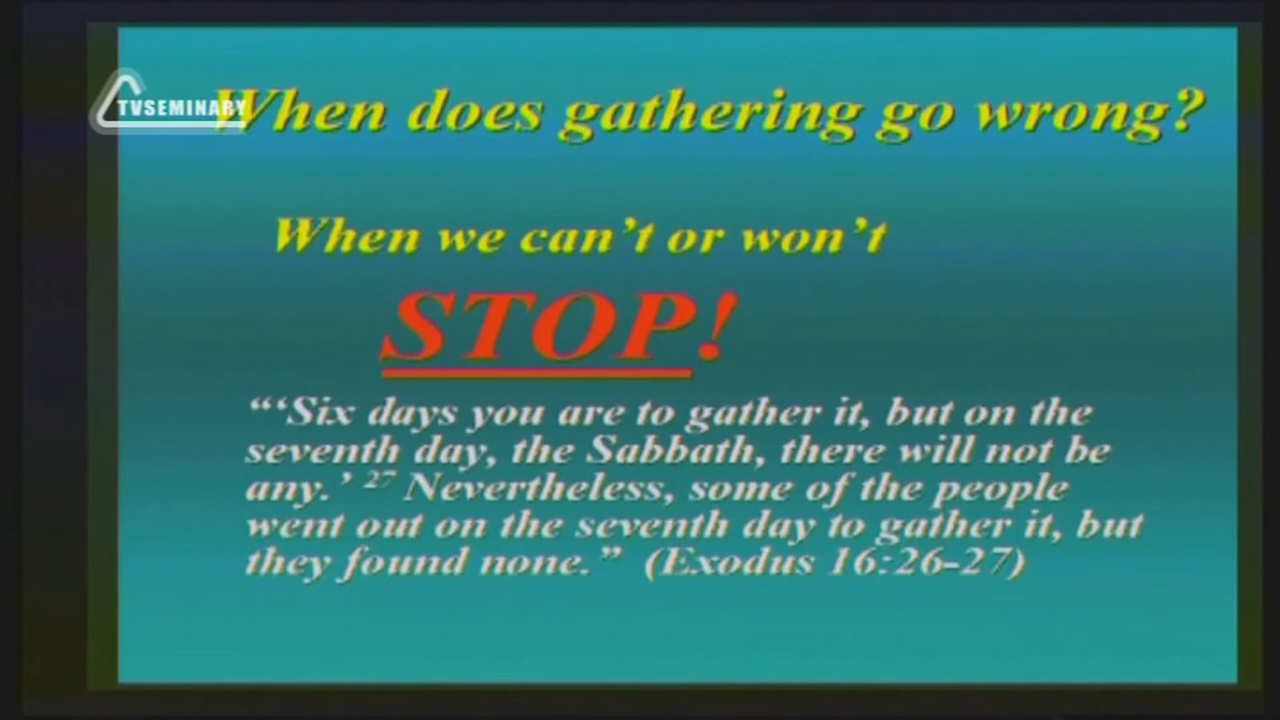 TVSEMINARY
When does gathering go wrong?
When we can’t or won’t
STOP!
“‘Six days you are to gather it, but on the
seventh day, the Sabbath, there will not be
any.’ 27 Nevertheless, some of the people
went out on the seventh day to gather it, but
they found none.” (Exodus 16:26-27)